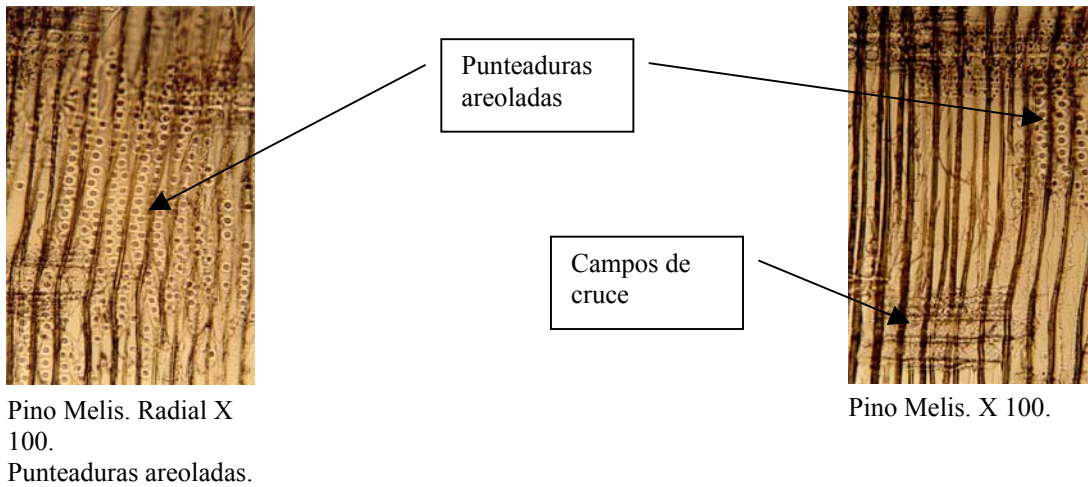 Punteaduras
areoladas
Campos de
cruce
Pino Melis. Radial X
100.
Punteaduras areoladas.
Pino Melis. X 100.